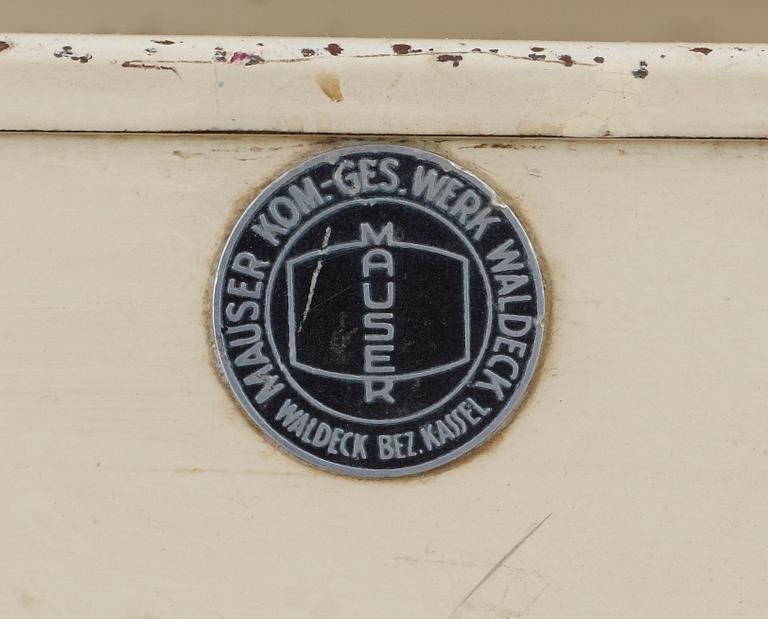 MAUSER KOM.-GES. WERK WALDECK
WALDECK BEZ. KASSEL
MAUSER